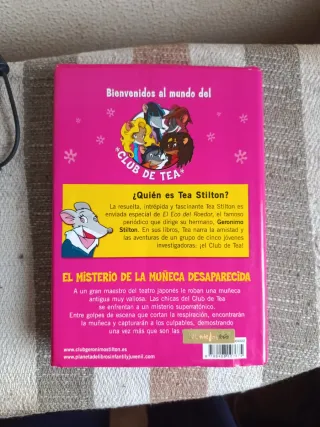 Bienvenidos al mundo del
CLUB DE TEA
¿Quién es Tea Stilton?
La resuelta, intrépida y fascinante Tea Stilton es
enviada especial de El Eco del Roedor, el famoso
periódico que dirige su hermano, Geronimo
Stilton. En sus libros, Tea narra la amistad y
las aventuras de un grupo de cinco jóvenes
investigadoras: ¡el Club de Tea!
EL MISTERIO DE LA MUÑECA DESAPARECIDA
A un gran maestro del teatro japonés le roban una muñeca
antigua muy valiosa. Las chicas del Club de Tea
se enfrentan a un misterio supermofónico.
Entre golpes de escena que cortan la respiración, encontrarán
la muñeca y capturarán a los culpables, demostrando
una vez más que son las
www.clubgeronimostilton.es
www.planetadelibrosinfantilyjuvenil.com